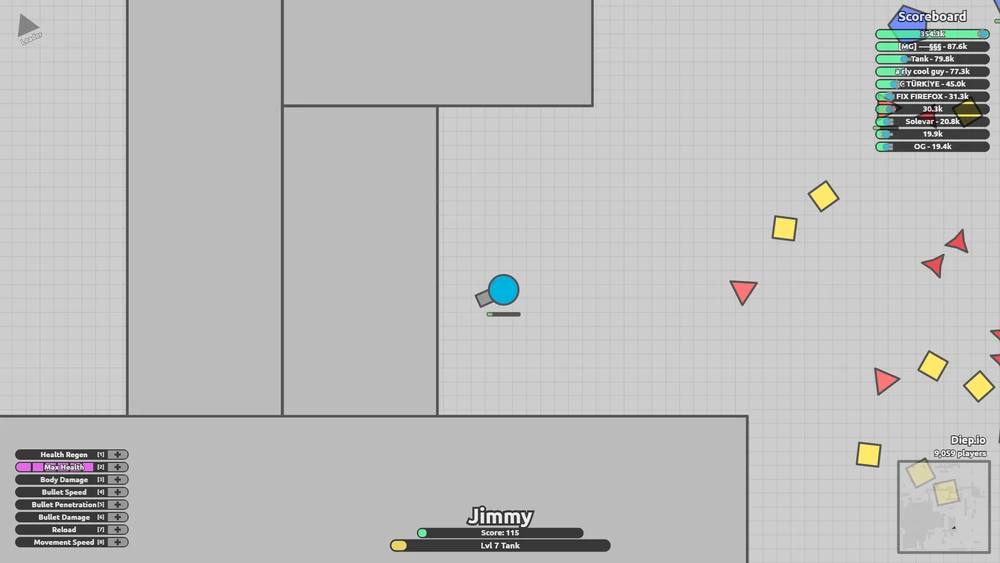 Leader
Scoreboard
354.3k
[MG] —§§§ - 87.6k
Tank - 79.8k
a rly cool guy - 77.3k
TÜRKİYE - 45.0k
FIX FIREFOX - 31.3k
30.3k
Solevar - 20.8k
19.9k
OG - 19.4k
Diep.io
9,059 players
Health Regen [1] +
Max Health [2] +
Body Damage [3] +
Bullet Speed [4] +
Bullet Penetration [5] +
Bullet Damage [6] +
Reload [7] +
Movement Speed [8] +
Jimmy
Score: 115
Lvl 7 Tank